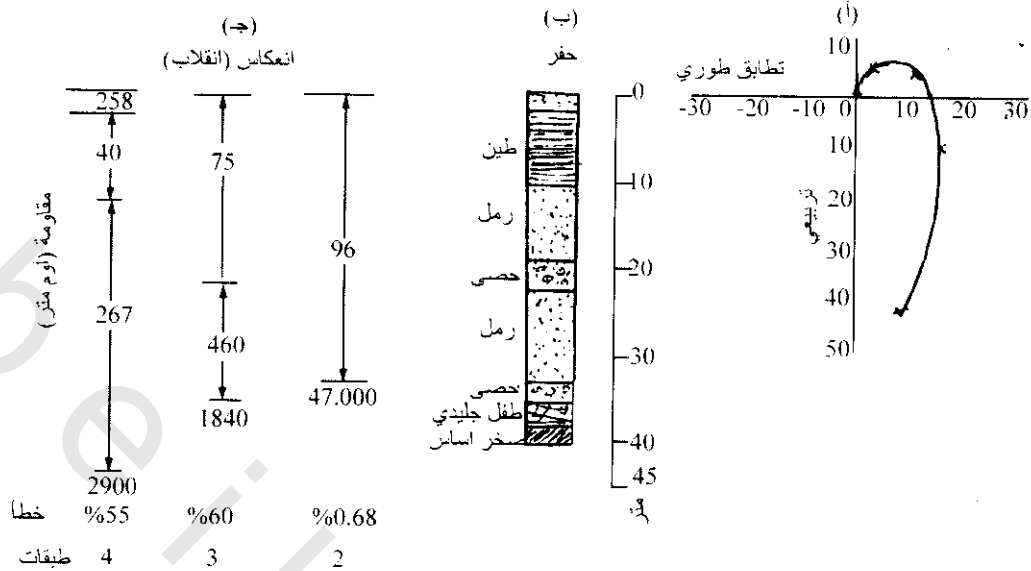 (أ)
تطابق طوري
10
-30 -20 -10 0 10 20 30
10
20
30
40
50
تربيعي
(ب)
حفر
0
طين
10
رمل
20
حصى
رمل
30
حصى
طفل جليدي
صخر اساس
40
45
متر
(جـ)
انعكاس (انقلاب)
مقاومة (اوم متر)
258
40
267
2900
75
460
1840
96
47.000
خطأ %55 %60 %0.68
طبقات 4 3 2